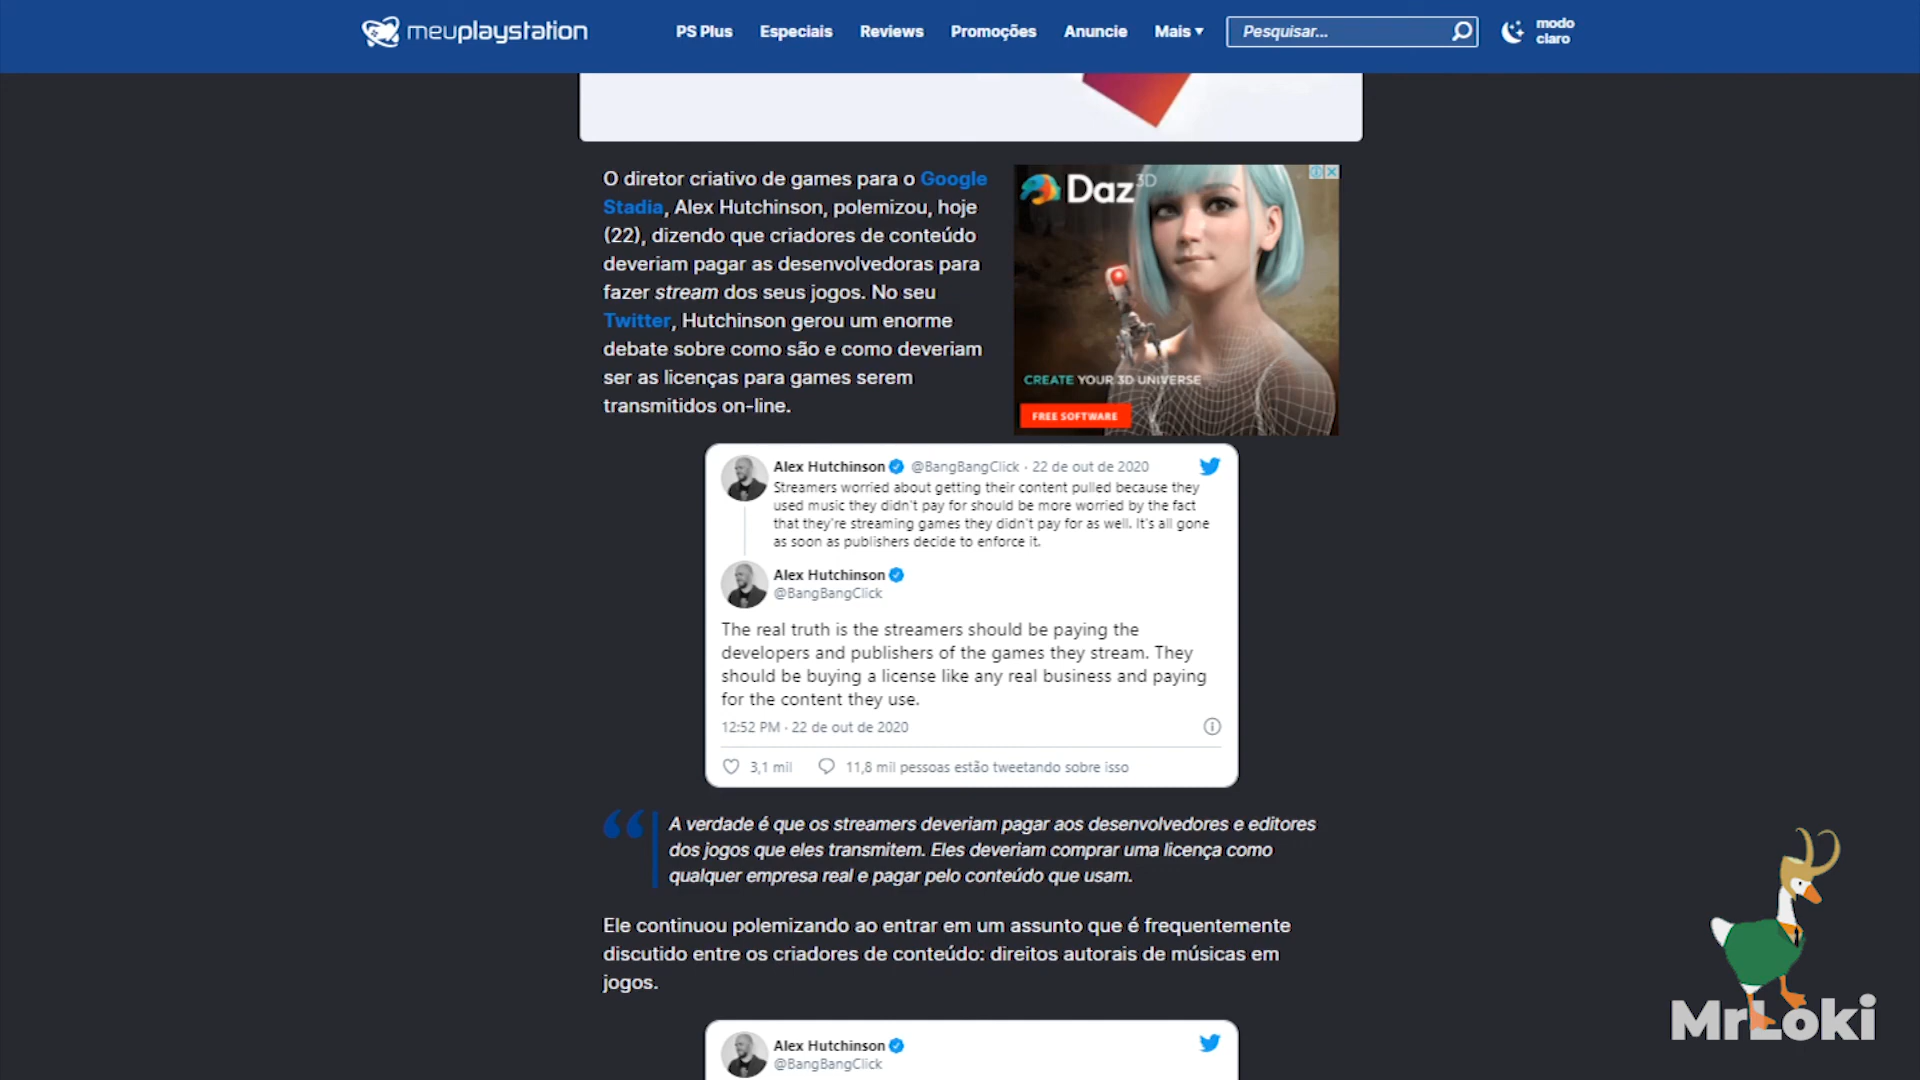 meuplaystation
PS Plus
Especiais
Reviews
Promoções
Anuncie
Mais
Pesquisar...
modo
claro
O diretor criativo de games para o Google
Stadia, Alex Hutchinson, polemizou, hoje
(22), dizendo que criadores de conteúdo
deveriam pagar as desenvolvedoras para
fazer stream dos seus jogos. No seu
Twitter, Hutchinson gerou um enorme
debate sobre como são e como deveriam
ser as licenças para games serem
transmitidos on-line.
Daz 3D
CREATE YOUR 3D UNIVERSE
FREE SOFTWARE
Alex Hutchinson @BangBangClick · 22 de out de 2020
Streamers worried about getting their content pulled because they
used music they didn't pay for should be more worried by the fact
that they're streaming games they didn't pay for as well. It's all gone
as soon as publishers decide to enforce it.
Alex Hutchinson
@BangBangClick
The real truth is the streamers should be paying the
developers and publishers of the games they stream. They
should be buying a license like any real business and paying
for the content they use.
12:52 PM · 22 de out de 2020
3,1 mil
11,8 mil pessoas estão tweetando sobre isso
A verdade é que os streamers deveriam pagar aos desenvolvedores e editores
dos jogos que eles transmitem. Eles deveriam comprar uma licença como
qualquer empresa real e pagar pelo conteúdo que usam.
Ele continuou polemizando ao entrar em um assunto que é frequentemente
discutido entre os criadores de conteúdo: direitos autorais de músicas em
jogos.
MrLoki
Alex Hutchinson
@BangBangClick